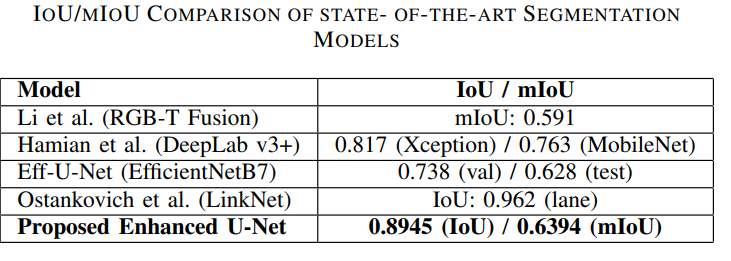 IOU/MIOU COMPARISON OF STATE- OF-THE-ART SEGMENTATION
MODELS
Model IoU / mIoU
Li et al. (RGB-T Fusion) mIoU: 0.591
Hamian et al. (DeepLab v3+) 0.817 (Xception) / 0.763 (MobileNet)
Eff-U-Net (EfficientNetB7) 0.738 (val) / 0.628 (test)
Ostankovich et al. (LinkNet) IoU: 0.962 (lane)
Proposed Enhanced U-Net 0.8945 (IoU) / 0.6394 (mIoU)